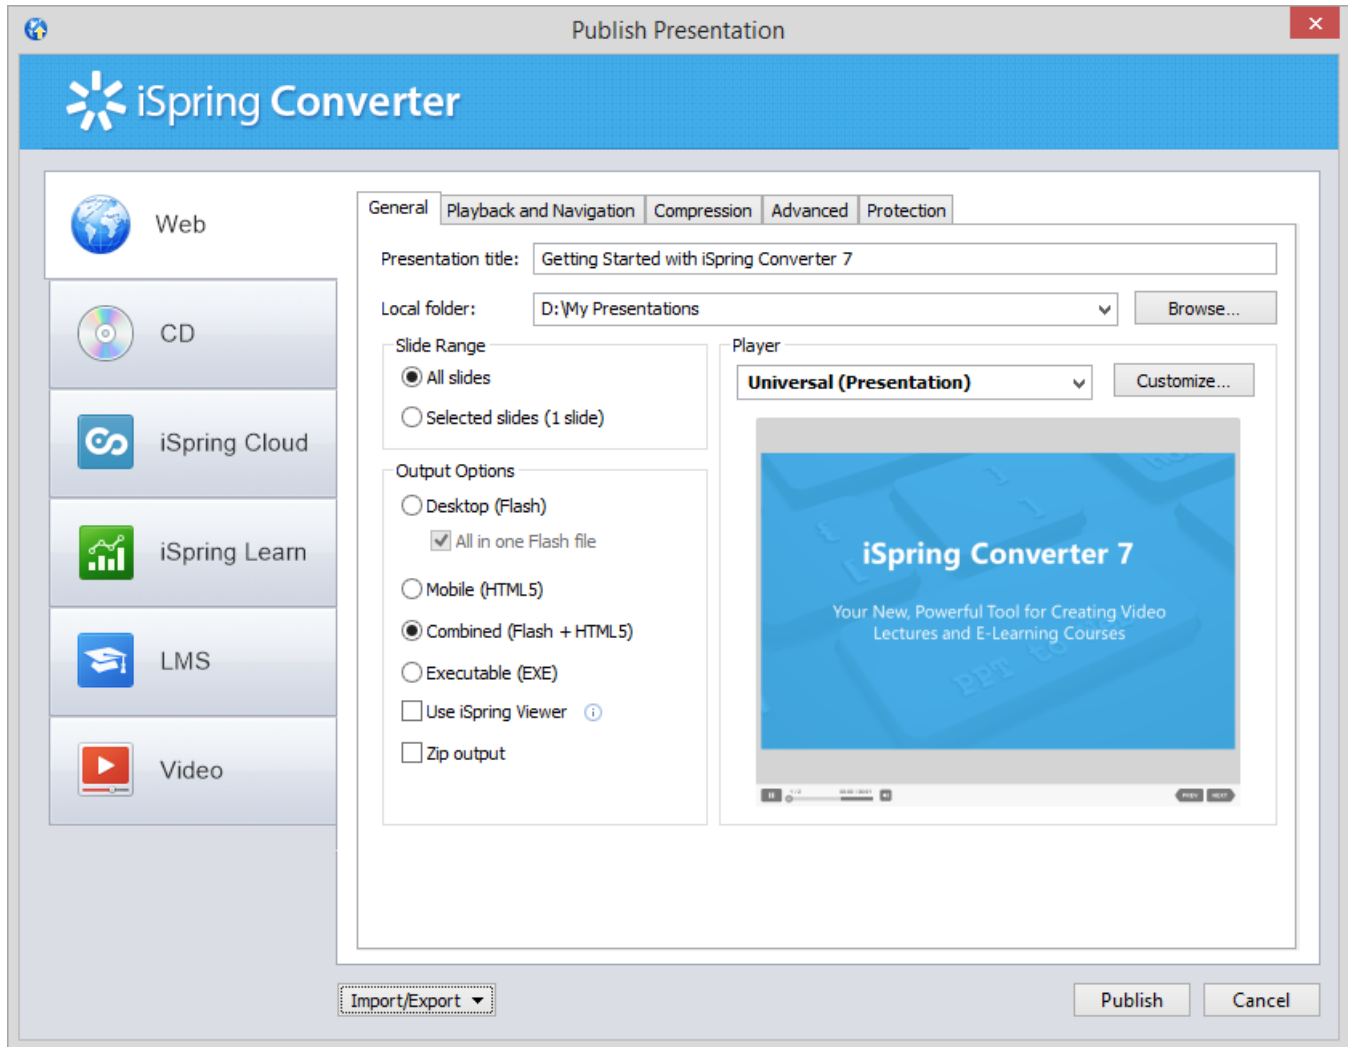 Publish Presentation
iSpring Converter
Web
CD
iSpring Cloud
iSpring Learn
LMS
Video
General Playback and Navigation Compression Advanced Protection
Presentation title: Getting Started with iSpring Converter 7
Local folder: D:\My Presentations Browse...
Slide Range
All slides
Selected slides (1 slide)
Output Options
Desktop (Flash)
All in one Flash file
Mobile (HTML5)
Combined (Flash + HTML5)
Executable (EXE)
Use iSpring Viewer
Zip output
Player
Universal (Presentation) Customize...
iSpring Converter 7
Your New, Powerful Tool for Creating Video
Lectures and E-Learning Courses
PPT to
PREV NEXT
Import/Export Publish Cancel